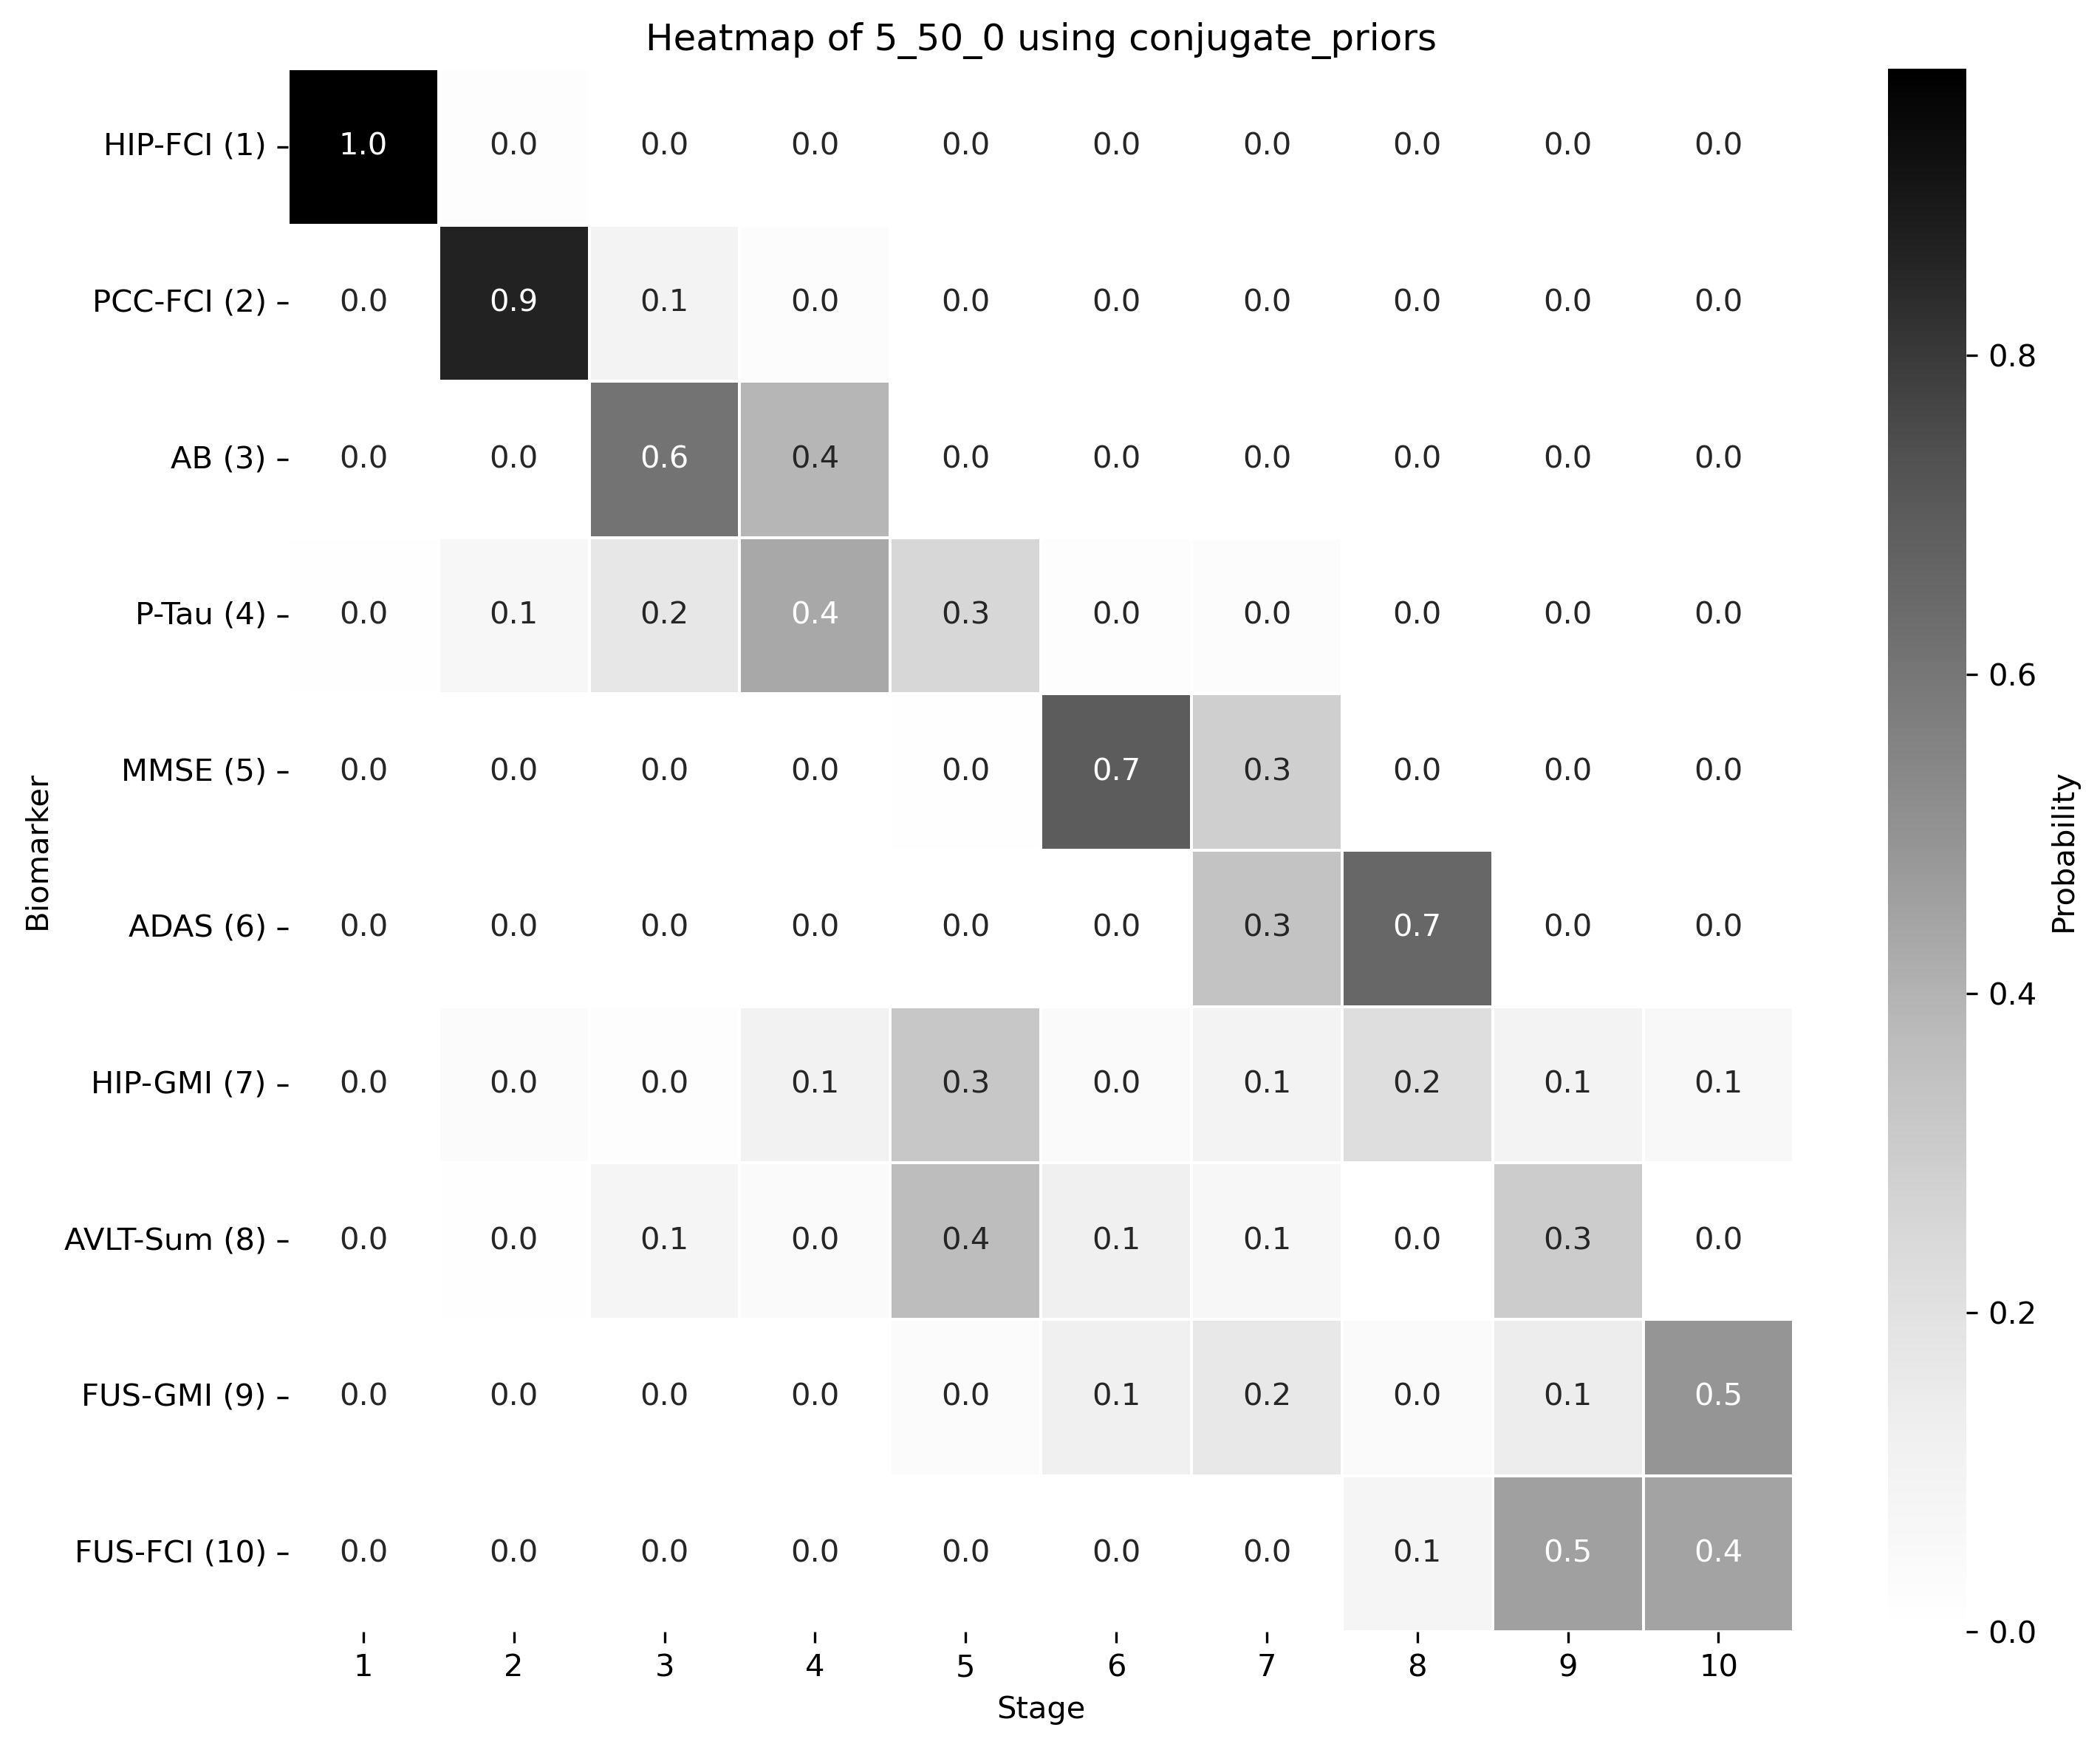 Heatmap of 5_50_0 using conjugate_priors
HIP-FCI (1) 1.0 0.0 0.0 0.0 0.0 0.0 0.0 0.0 0.0 0.0
PCC-FCI (2) 0.0 0.9 0.1 0.0 0.0 0.0 0.0 0.0 0.0 0.0
AB (3) 0.0 0.0 0.6 0.4 0.0 0.0 0.0 0.0 0.0 0.0
P-Tau (4) 0.0 0.1 0.2 0.4 0.3 0.0 0.0 0.0 0.0 0.0
MMSE (5) 0.0 0.0 0.0 0.0 0.0 0.7 0.3 0.0 0.0 0.0
ADAS (6) 0.0 0.0 0.0 0.0 0.0 0.0 0.3 0.7 0.0 0.0
HIP-GMI (7) 0.0 0.0 0.0 0.1 0.3 0.0 0.1 0.2 0.1 0.1
AVLT-Sum (8) 0.0 0.0 0.1 0.0 0.4 0.1 0.1 0.0 0.3 0.0
FUS-GMI (9) 0.0 0.0 0.0 0.0 0.0 0.1 0.2 0.0 0.1 0.5
FUS-FCI (10) 0.0 0.0 0.0 0.0 0.0 0.0 0.0 0.1 0.5 0.4
1 2 3 4 5 6 7 8 9 10
Stage
Biomarker
0.8
0.6
0.4
0.2
0.0
Probability